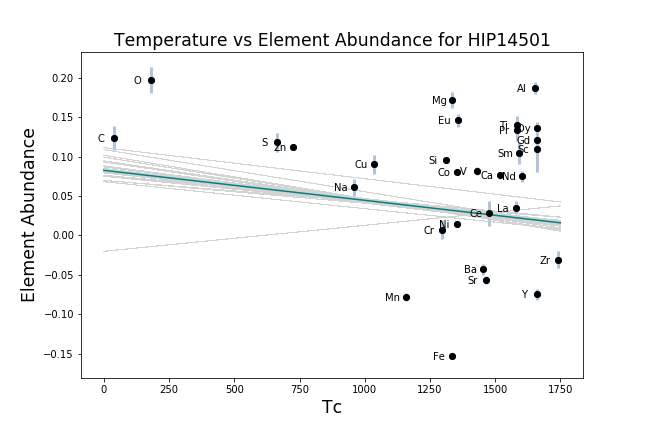 Temperature vs Element Abundance for HIP14501
Element Abundance
0.20
0.15
0.10
0.05
0.00
−0.05
−0.10
−0.15
O
C
S
Zn
Cu
Na
Mg
Eu
Si
Co
V
Ca
Nd
Al
Ti
Pr
Dy
Gd
Sc
Sm
La
Ce
Ni
Cr
Ba
Sr
Zr
Y
Mn
Fe
0 250 500 750 1000 1250 1500 1750
Tc